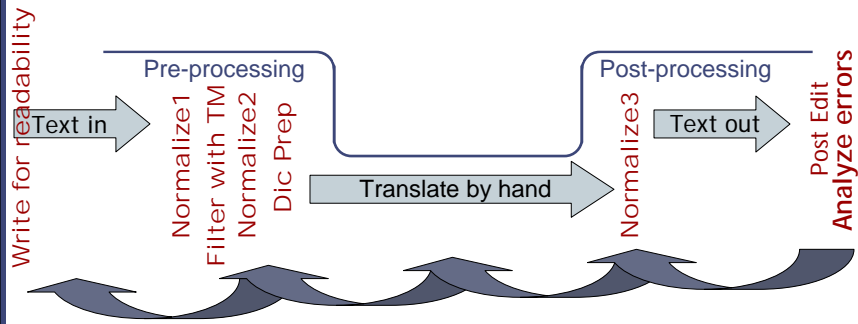 Write for readability
Text in
Pre-processing
Normalize1
Filter with TM
Normalize2
Dic Prep
Translate by hand
Post-processing
Normalize3
Text out
Post Edit
Analyze errors